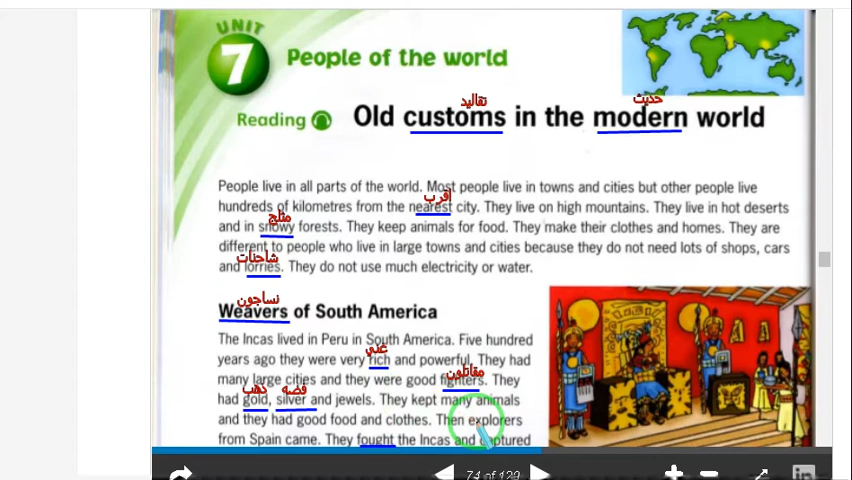 UNIT
7
People of the world
Reading
تقاليد
حديث
Old customs in the modern world
People live in all parts of the world. Most people live in towns and cities but other people live
أقرب
hundreds of kilometres from the nearest city. They live on high mountains. They live in hot deserts
مثلج
and in snowy forests. They keep animals for food. They make their clothes and homes. They are
different to people who live in large towns and cities because they do not need lots of shops, cars
شاحنات
and lorries. They do not use much electricity or water.
نساجون
Weavers of South America
The Incas lived in Peru in South America. Five hundred
غني
years ago they were very rich and powerful. They had
مقاتلون
many large cities and they were good fighters. They
ذهب فضه
had gold, silver and jewels. They kept many animals
and they had good food and clothes. Then explorers
from Spain came. They fought the Incas and captured
74 of 129
in